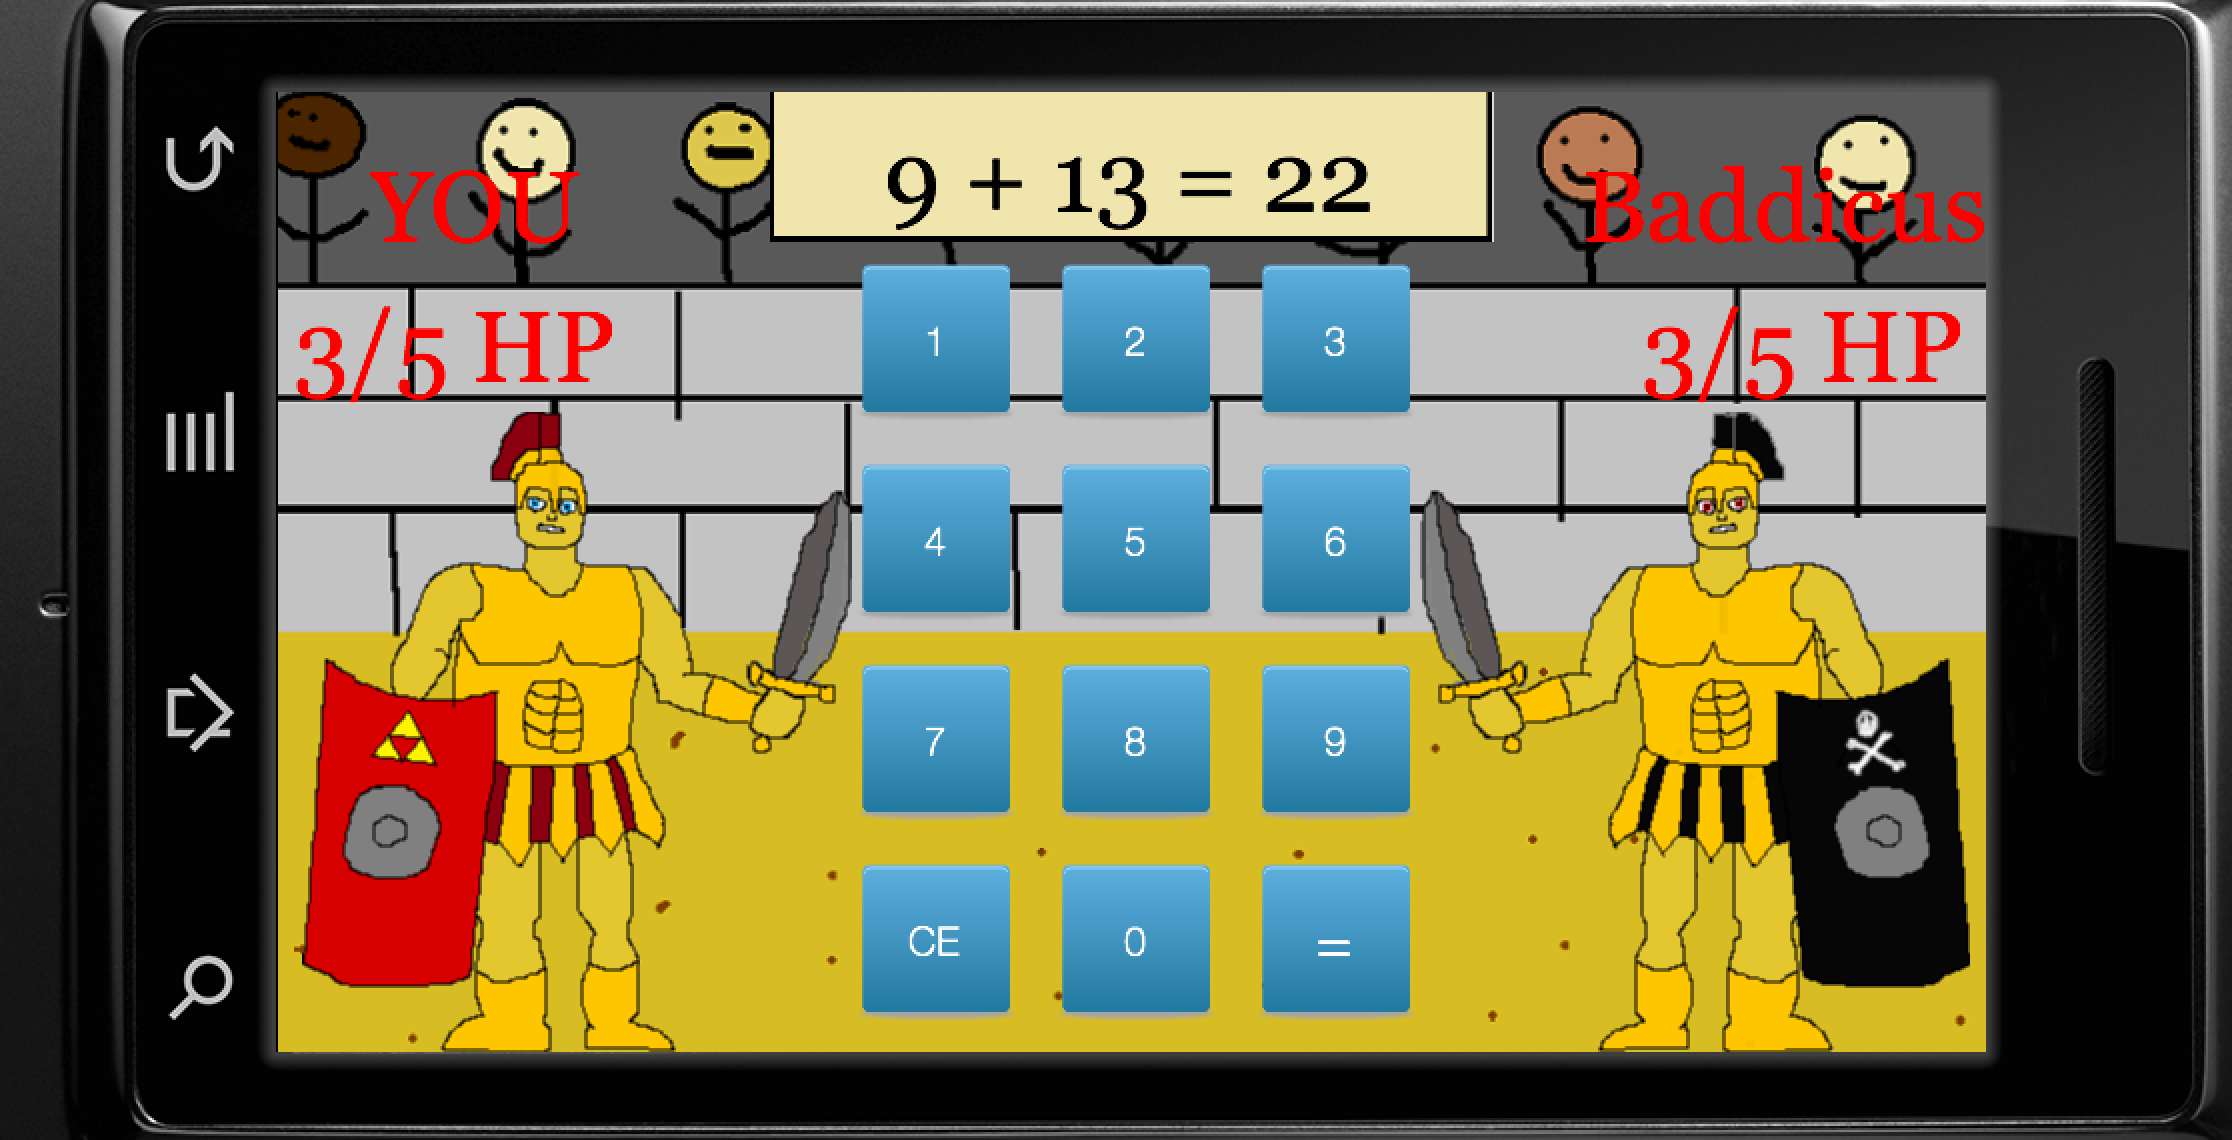 9 + 13 = 22
YOU
Baddicus
3/5 HP
3/5 HP
1 2 3
4 5 6
7 8 9
CE 0 =